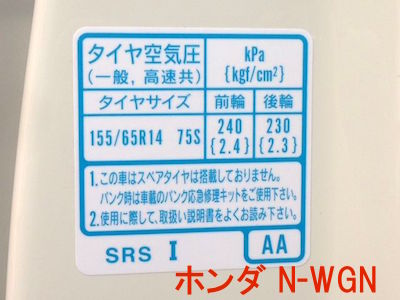 タイヤ空気圧 kPa
(一般, 高速共) {kgf/cm²}
タイヤサイズ 前輪 後輪
155/65R14 75S 240 230
{2.4} {2.3}
1.この車はスペアタイヤは搭載しておりません。
パンク時は車載のパンク応急修理キットをご使用下さい。
2.使用に際して、取扱い説明書をよくお読み下さい。
SRS I AA
ホンダ N-WGN